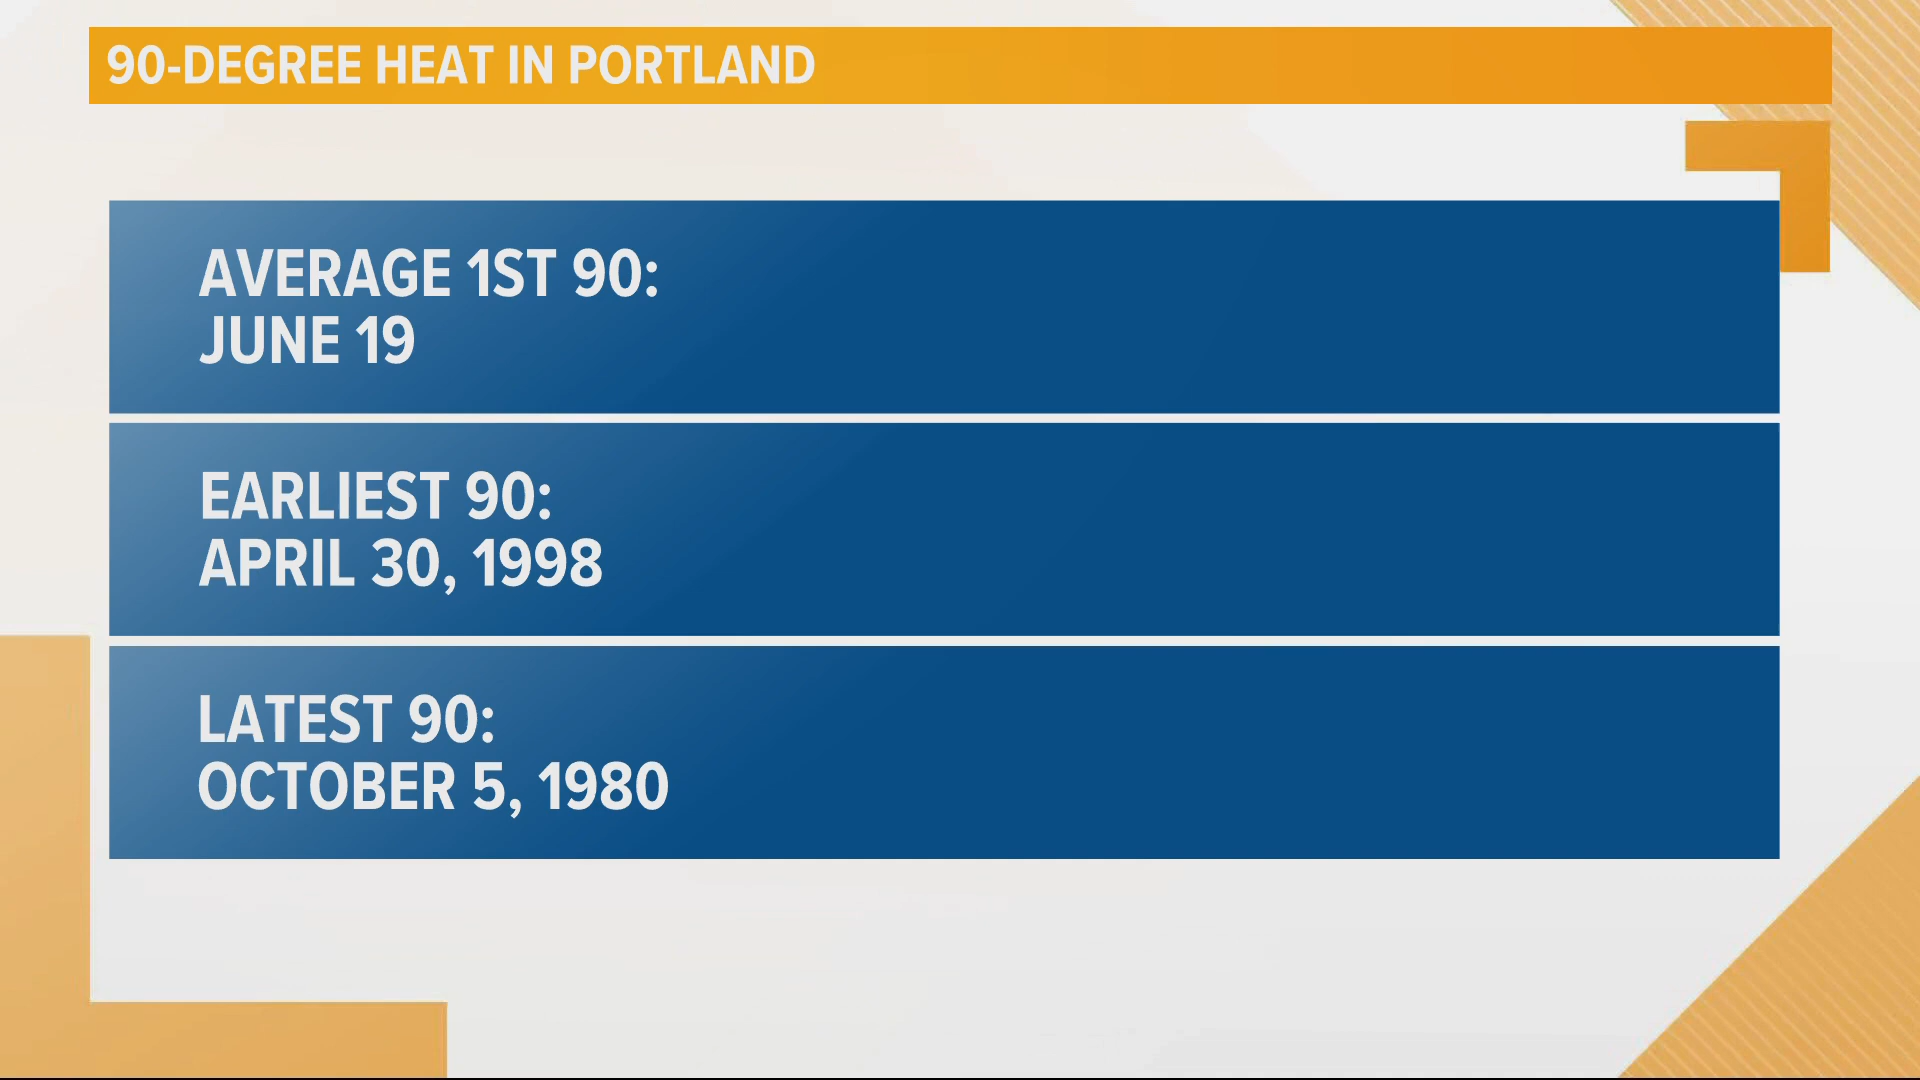 90-DEGREE HEAT IN PORTLAND
AVERAGE 1ST 90:
JUNE 19
EARLIEST 90:
APRIL 30, 1998
LATEST 90:
OCTOBER 5, 1980